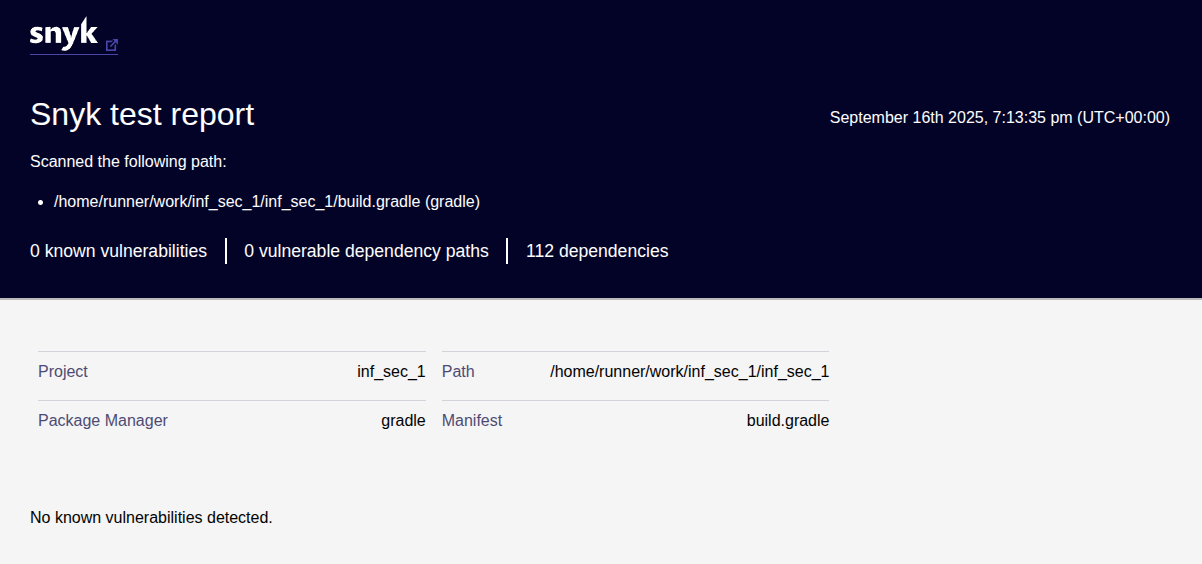 snyk
Snyk test report
September 16th 2025, 7:13:35 pm (UTC+00:00)
Scanned the following path:
• /home/runner/work/inf_sec_1/inf_sec_1/build.gradle (gradle)
0 known vulnerabilities | 0 vulnerable dependency paths | 112 dependencies
Project inf_sec_1 Path /home/runner/work/inf_sec_1/inf_sec_1
Package Manager gradle Manifest build.gradle
No known vulnerabilities detected.